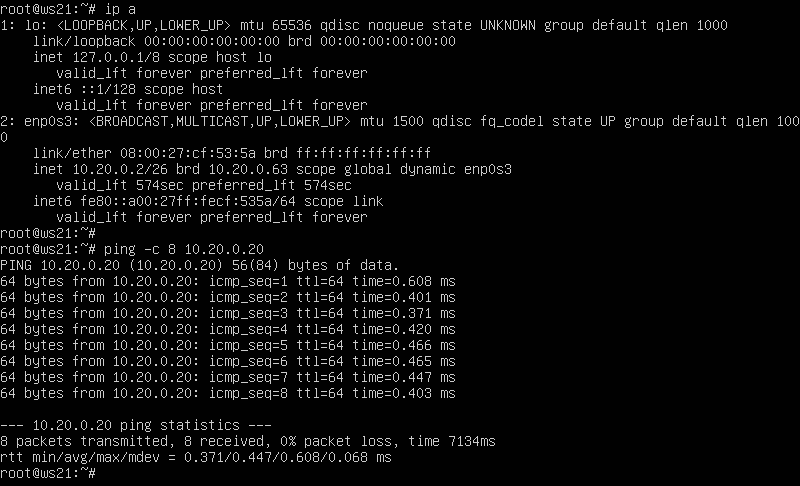 root@ws21:~# ip a
1: lo: <LOOPBACK,UP,LOWER_UP> mtu 65536 qdisc noqueue state UNKNOWN group default qlen 1000
    link/loopback 00:00:00:00:00:00 brd 00:00:00:00:00:00
    inet 127.0.0.1/8 scope host lo
       valid_lft forever preferred_lft forever
    inet6 ::1/128 scope host
       valid_lft forever preferred_lft forever
2: enp0s3: <BROADCAST,MULTICAST,UP,LOWER_UP> mtu 1500 qdisc fq_codel state UP group default qlen 100
0
    link/ether 08:00:27:cf:53:5a brd ff:ff:ff:ff:ff:ff
    inet 10.20.0.2/26 brd 10.20.0.63 scope global dynamic enp0s3
       valid_lft 574sec preferred_lft 574sec
    inet6 fe80::a00:27ff:fecf:535a/64 scope link
       valid_lft forever preferred_lft forever
root@ws21:~#
root@ws21:~# ping -c 8 10.20.0.20
PING 10.20.0.20 (10.20.0.20) 56(84) bytes of data.
64 bytes from 10.20.0.20: icmp_seq=1 ttl=64 time=0.608 ms
64 bytes from 10.20.0.20: icmp_seq=2 ttl=64 time=0.401 ms
64 bytes from 10.20.0.20: icmp_seq=3 ttl=64 time=0.371 ms
64 bytes from 10.20.0.20: icmp_seq=4 ttl=64 time=0.420 ms
64 bytes from 10.20.0.20: icmp_seq=5 ttl=64 time=0.466 ms
64 bytes from 10.20.0.20: icmp_seq=6 ttl=64 time=0.465 ms
64 bytes from 10.20.0.20: icmp_seq=7 ttl=64 time=0.447 ms
64 bytes from 10.20.0.20: icmp_seq=8 ttl=64 time=0.403 ms

--- 10.20.0.20 ping statistics ---
8 packets transmitted, 8 received, 0% packet loss, time 7134ms
rtt min/avg/max/mdev = 0.371/0.447/0.608/0.068 ms
root@ws21:~#